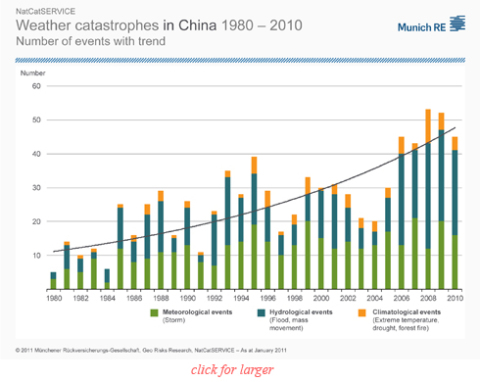 NatCatSERVICE
Weather catastrophes in China 1980 – 2010
Number of events with trend
Munich RE
Number
60
50
40
30
20
10
1980 1982 1984 1986 1988 1990 1992 1994 1996 1998 2000 2002 2004 2006 2008 2010
Meteorological events
(Storm)
Hydrological events
(Flood, mass
movement)
Climatological events
(Extreme temperature,
drought, forest fire)
© 2011 Münchener Rückversicherungs-Gesellschaft, Geo Risks Research, NatCatSERVICE – As at January 2011
click for larger